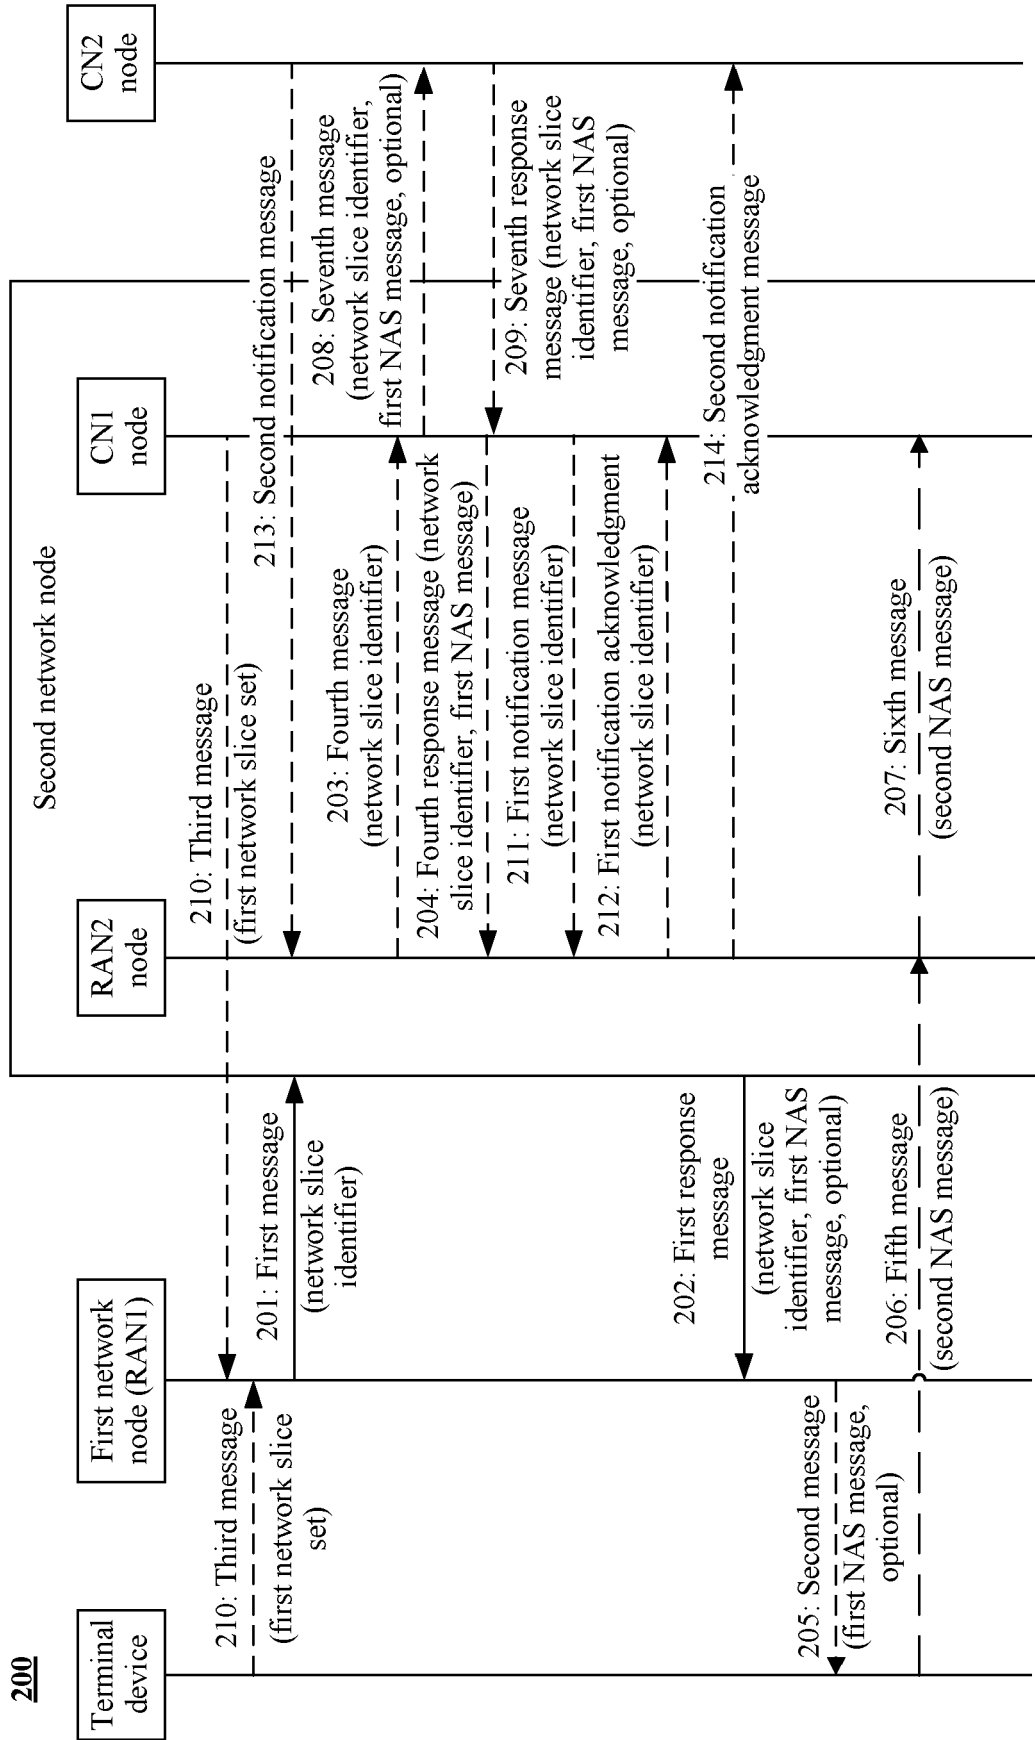 200
Second network node
Terminal
device
First network
node (RAN1)
RAN2
node
CN1
node
CN2
node
210: Third message
(first network slice
set)
210: Third message
(first network slice set)
201: First message
(network slice
identifier)
213: Second notification message
203: Fourth message
(network slice identifier)
208: Seventh message
(network slice identifier,
first NAS message, optional)
204: Fourth response message (network
slice identifier, first NAS message)
209: Seventh response
message (network slice
identifier, first NAS
message, optional)
211: First notification message
(network slice identifier)
212: First notification acknowledgment
(network slice identifier)
214: Second notification
acknowledgment message
202: First response
message
(network slice
identifier, first NAS
message, optional)
205: Second message
(first NAS message,
optional)
206: Fifth message
(second NAS message)
207: Sixth message
(second NAS message)